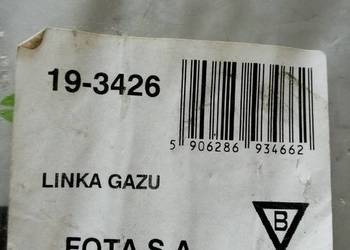 19-3426
5 906286 934662
LINKA GAZU
B
FOTA S.A.